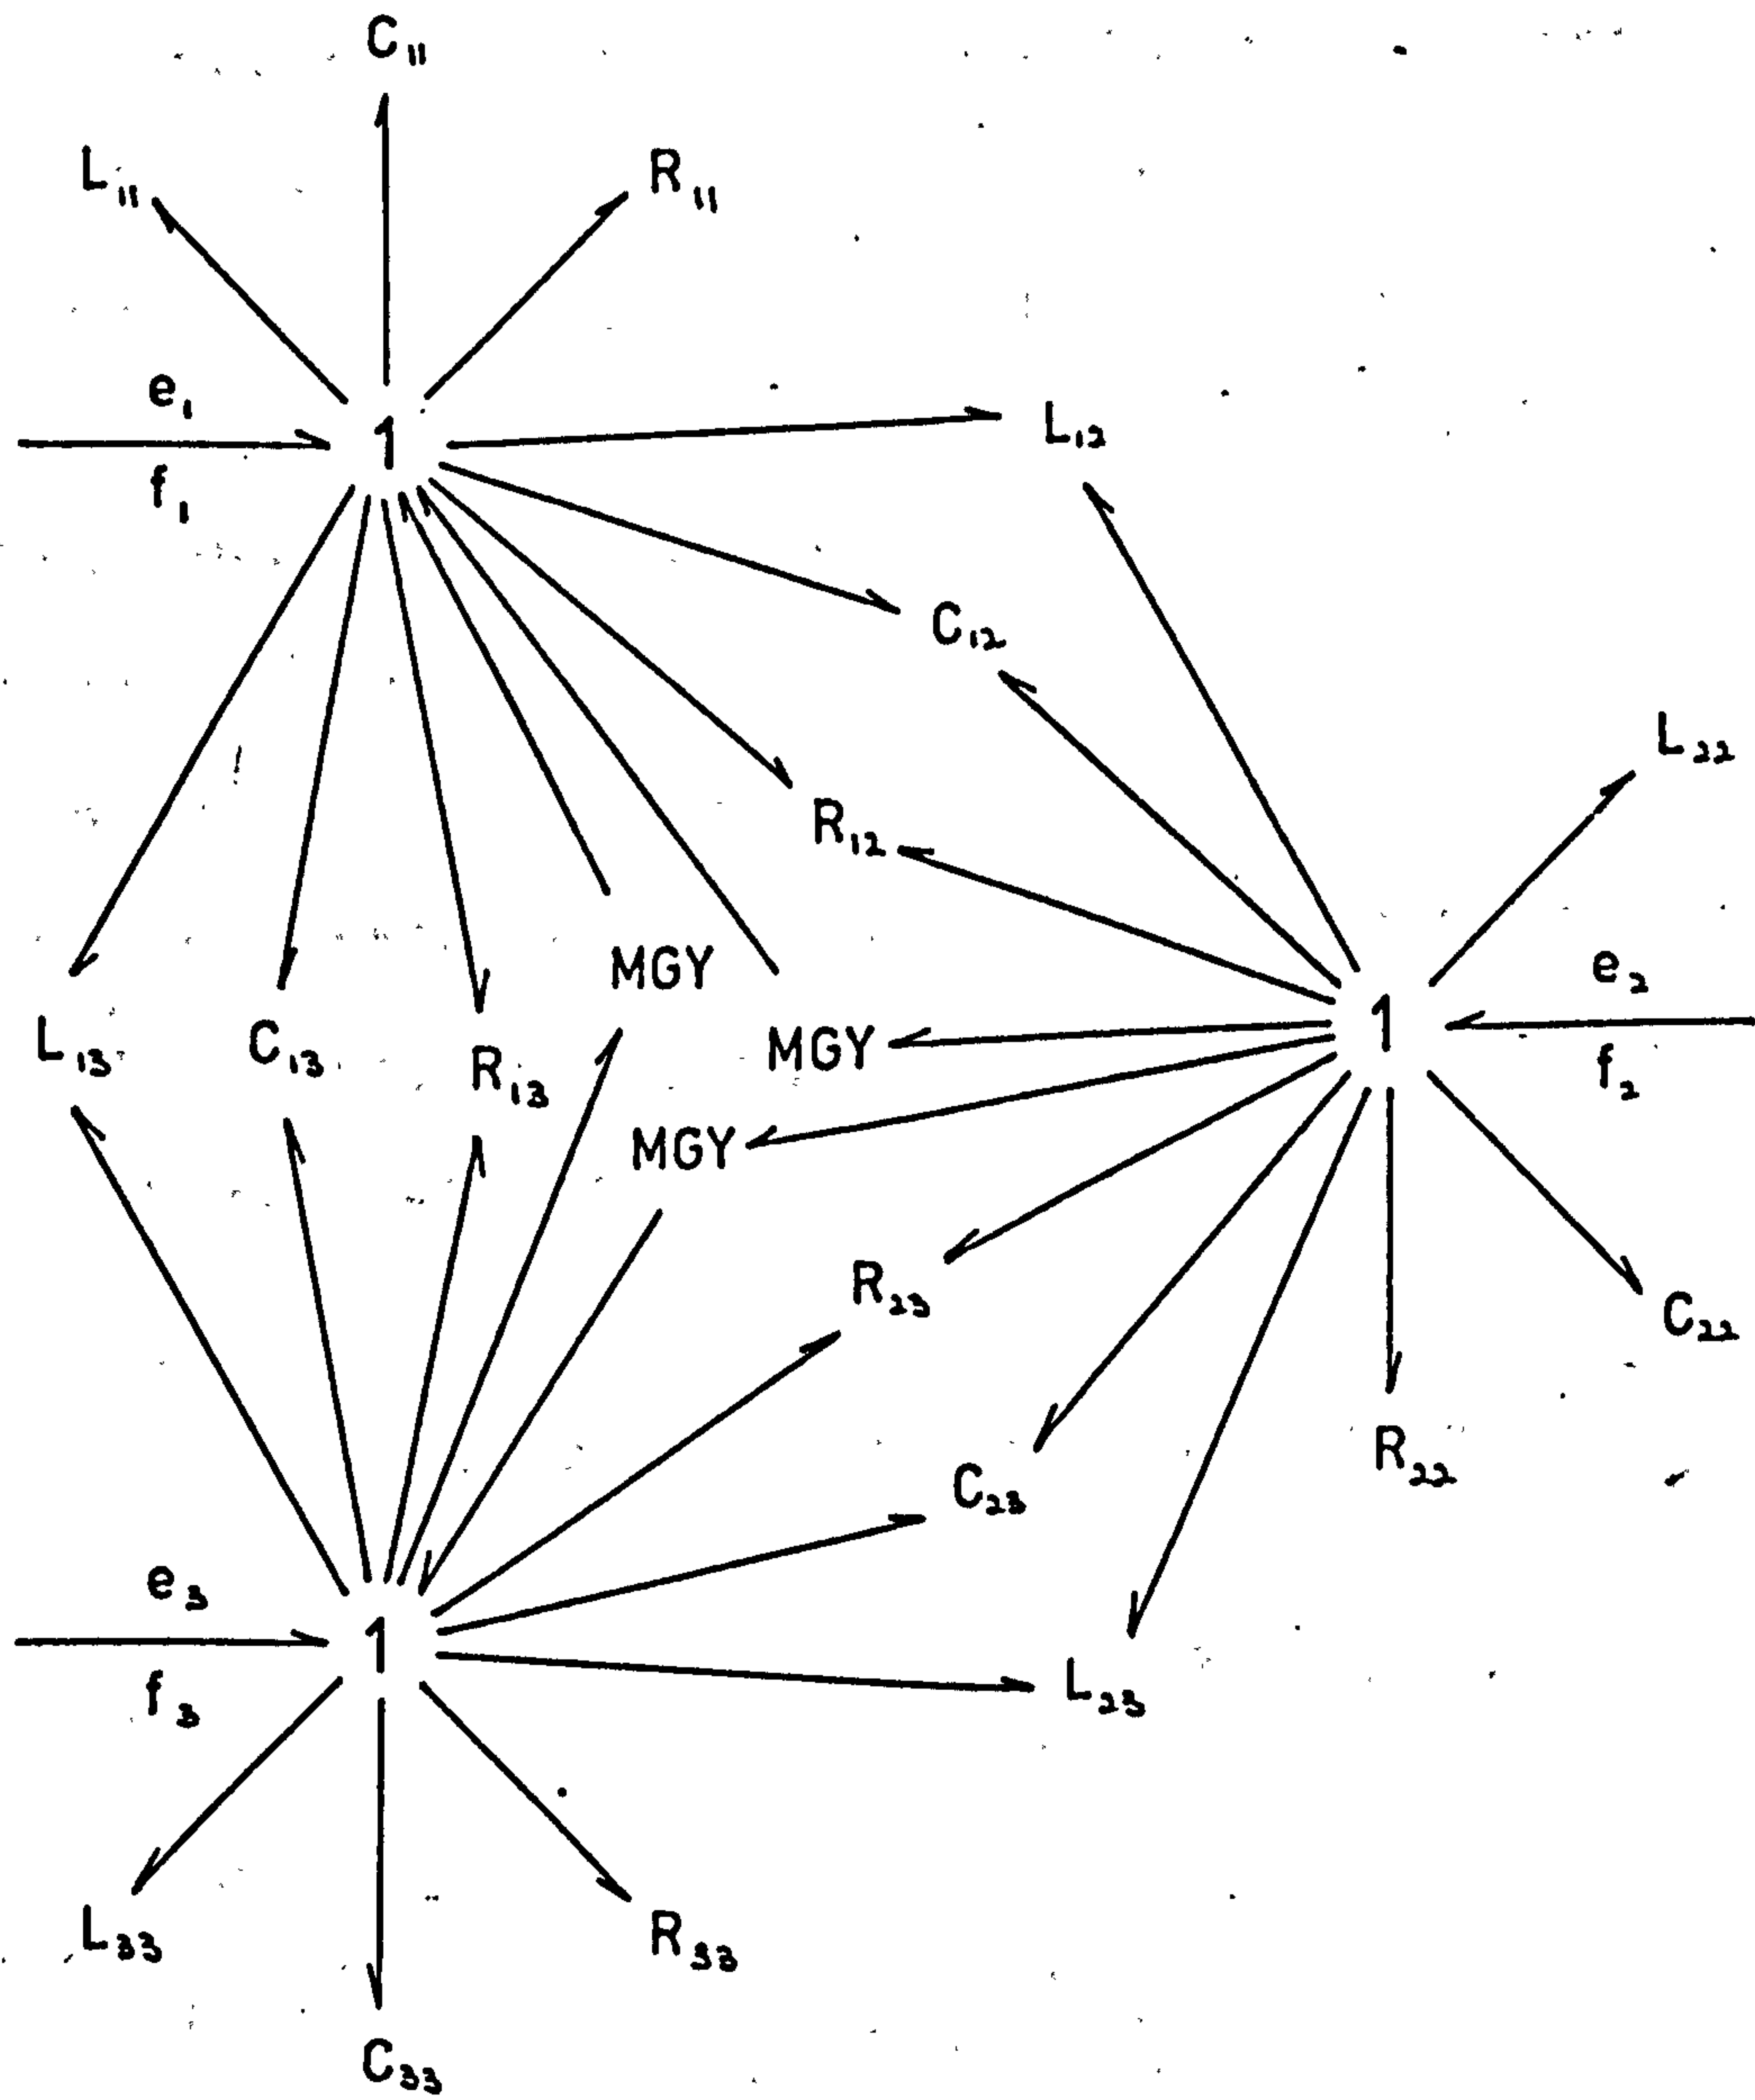 C₁₁
L₁₁
R₁₁
e₁
1
f₁
L₁₂
C₁₂
L₂₂
R₁₂
MGY
e₂
L₁₃
C₁₃
R₁₃
MGY
1
f₂
MGY
R₂₃
C₂₂
R₂₂
C₂₃
e₃
1
f₃
L₂₃
L₃₃
R₃₃
C₃₃